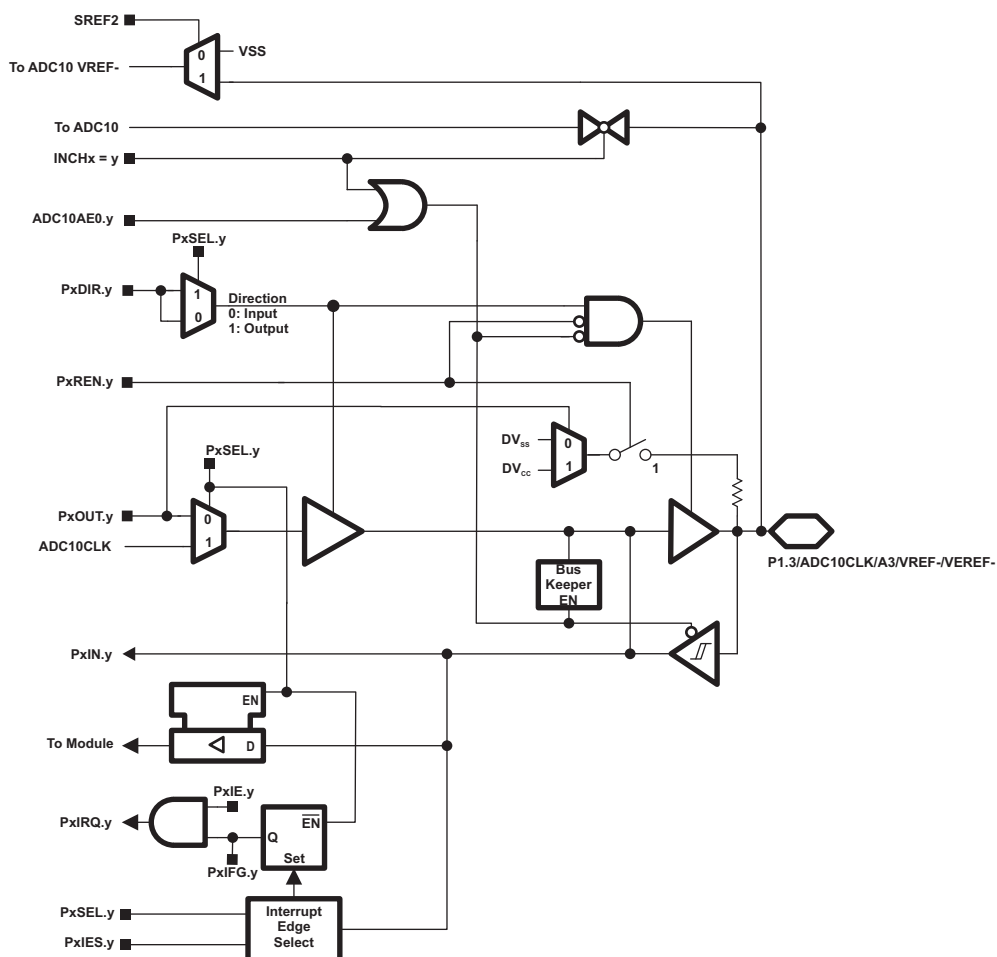 SREF2
VSS
0
To ADC10 VREF-
1
To ADC10
INCHx = y
ADC10AE0.y
PxSEL.y
PxDIR.y
1
0
Direction
0: Input
1: Output
PxREN.y
DVSS
0
DVCC
1
1
PxSEL.y
PxOUT.y
0
ADC10CLK
1
P1.3/ADC10CLK/A3/VREF-/VEREF-
Bus
Keeper
EN
PxIN.y
EN
To Module
D
PxIE.y
PxIRQ.y
EN
Q
Set
PxIFG.y
PxSEL.y
PxIES.y
Interrupt
Edge
Select